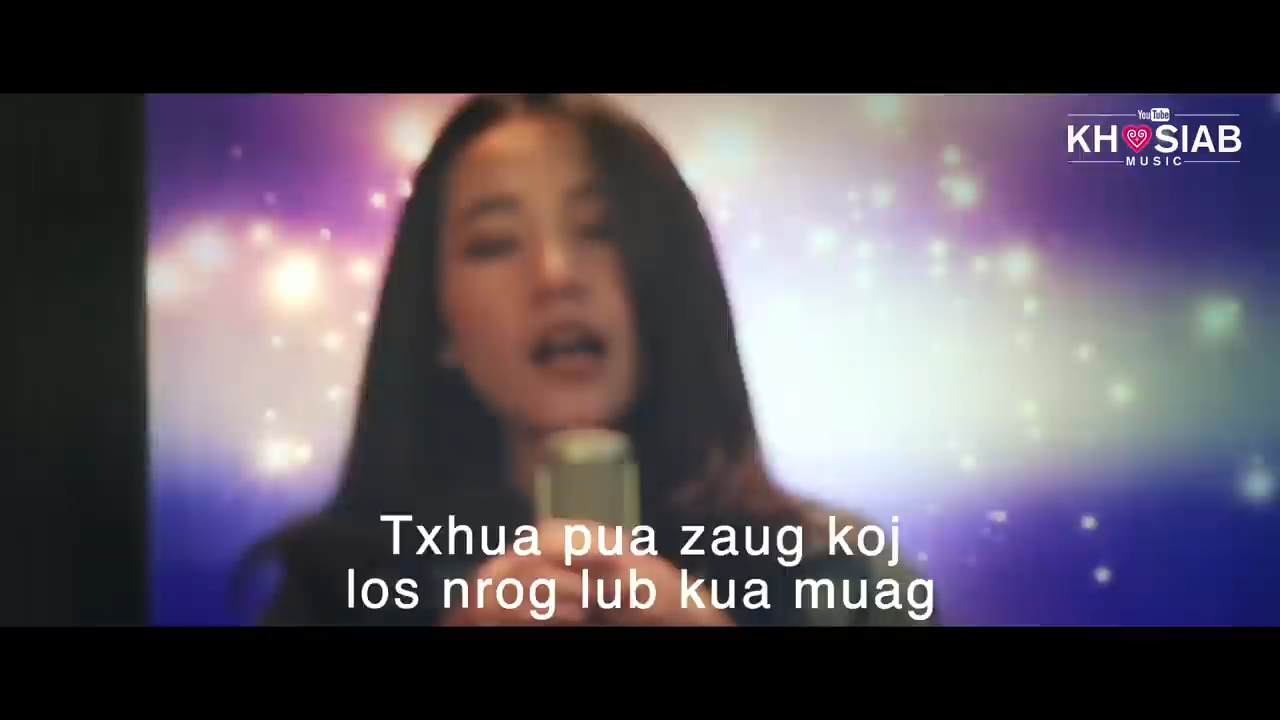 YouTube
KHOSIAB
MUSIC
Txhua pua zaug koj
los nrog lub kua muag